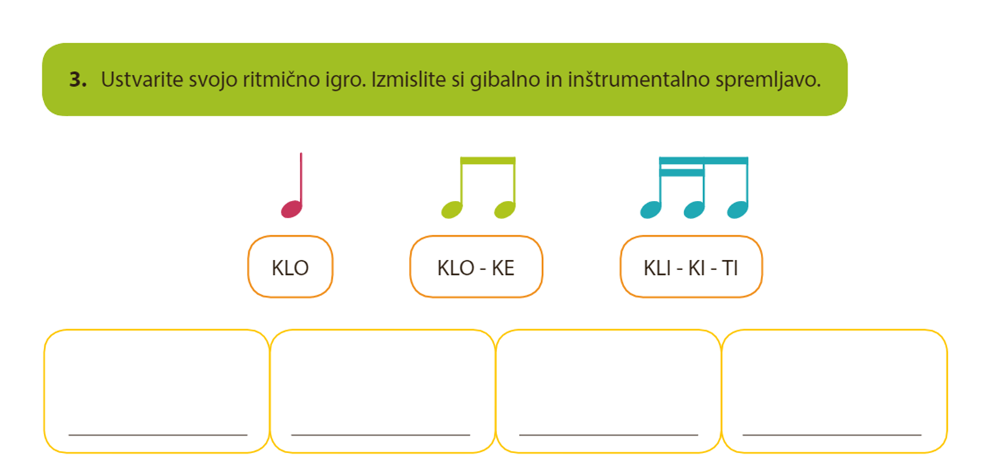 3. Ustvarite svojo ritmično igro. Izmislite si gibalno in inštrumentalno spremljavo.
KLO
KLO - KE
KLI - KI - TI